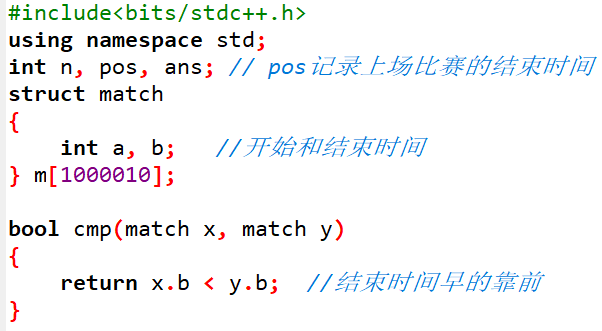 #include<bits/stdc++.h>
using namespace std;
int n, pos, ans; // pos记录上场比赛的结束时间
struct match
{
    int a, b;   //开始和结束时间
} m[1000010];

bool cmp(match x, match y)
{
    return x.b < y.b;  //结束时间早的靠前
}